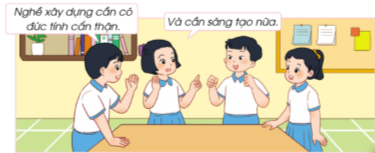 Nghề xây dựng cần có
đức tính cẩn thận.
Và cần sáng tạo nữa.